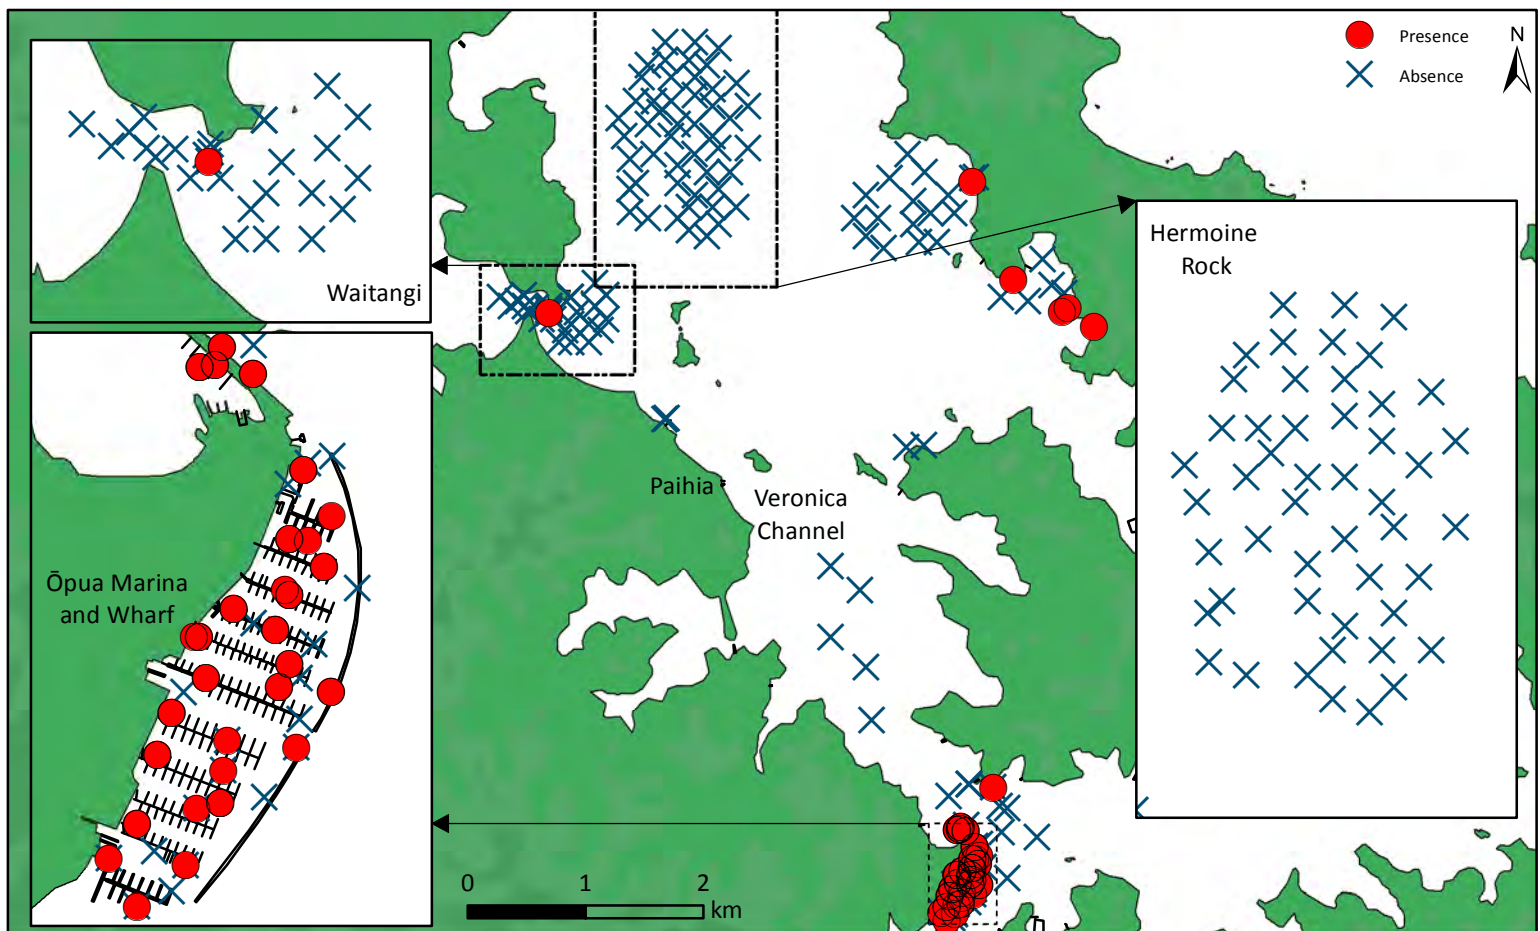 Presence
Absence
N
Waitangi
Hermoine
Rock
Paihia
Veronica
Channel
Ōpua Marina
and Wharf
0 1 2
km